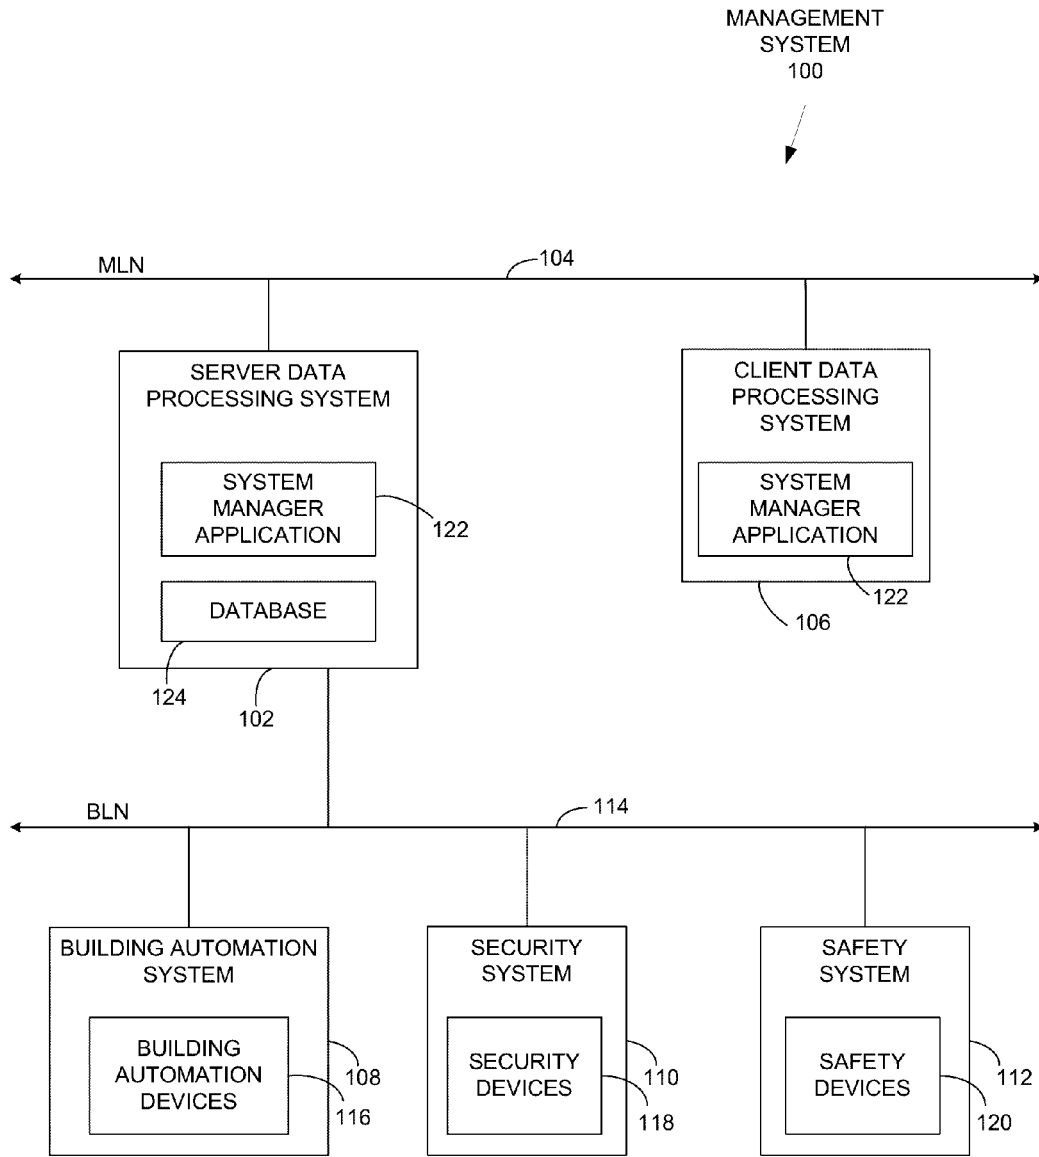 MANAGEMENT
SYSTEM
100
MLN
104
SERVER DATA
PROCESSING SYSTEM
SYSTEM
MANAGER
APPLICATION
122
DATABASE
124
102
CLIENT DATA
PROCESSING
SYSTEM
SYSTEM
MANAGER
APPLICATION
122
106
BLN
114
BUILDING AUTOMATION
SYSTEM
BUILDING
AUTOMATION
DEVICES
108
116
SECURITY
SYSTEM
SECURITY
DEVICES
110
118
SAFETY
SYSTEM
SAFETY
DEVICES
112
120